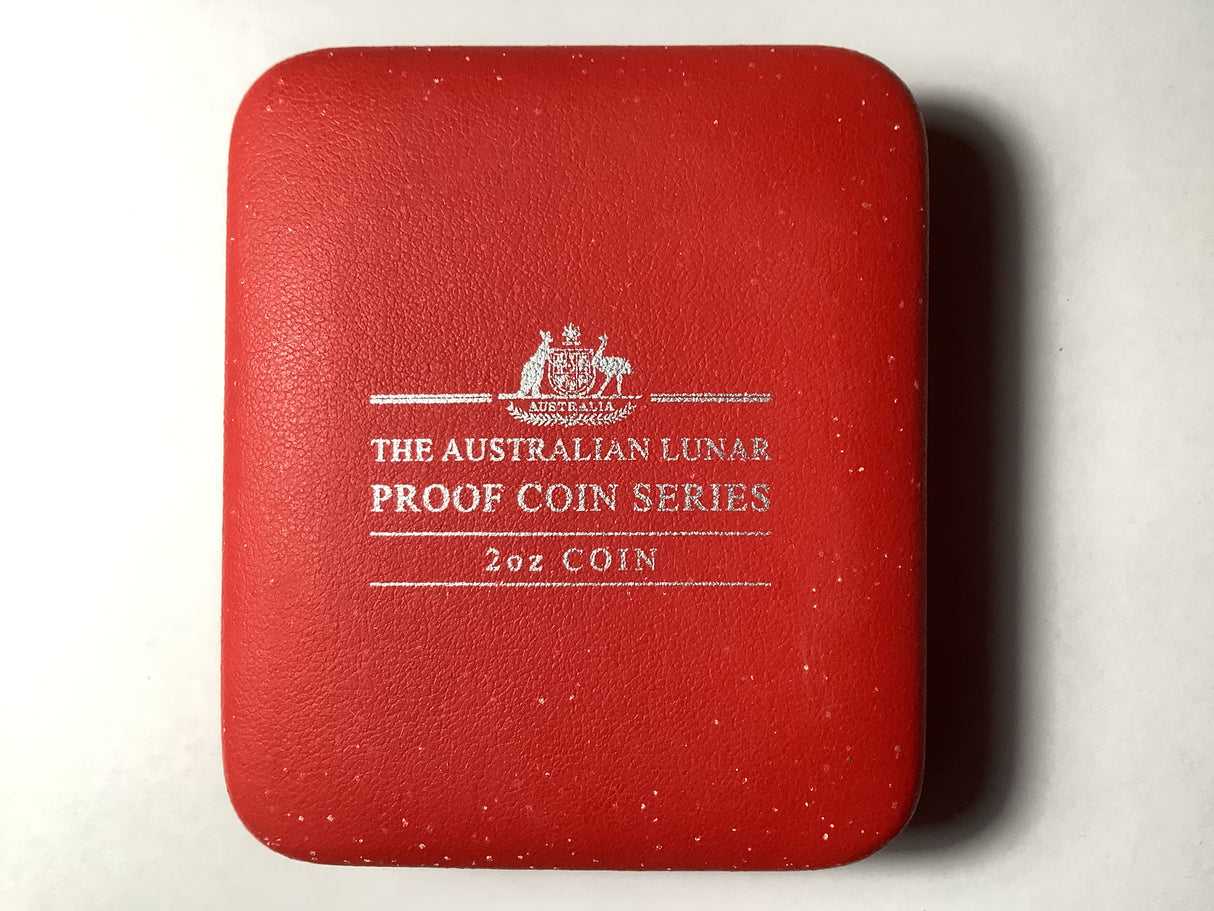 AUSTRALIA
THE AUSTRALIAN LUNAR
PROOF COIN SERIES
2oz COIN